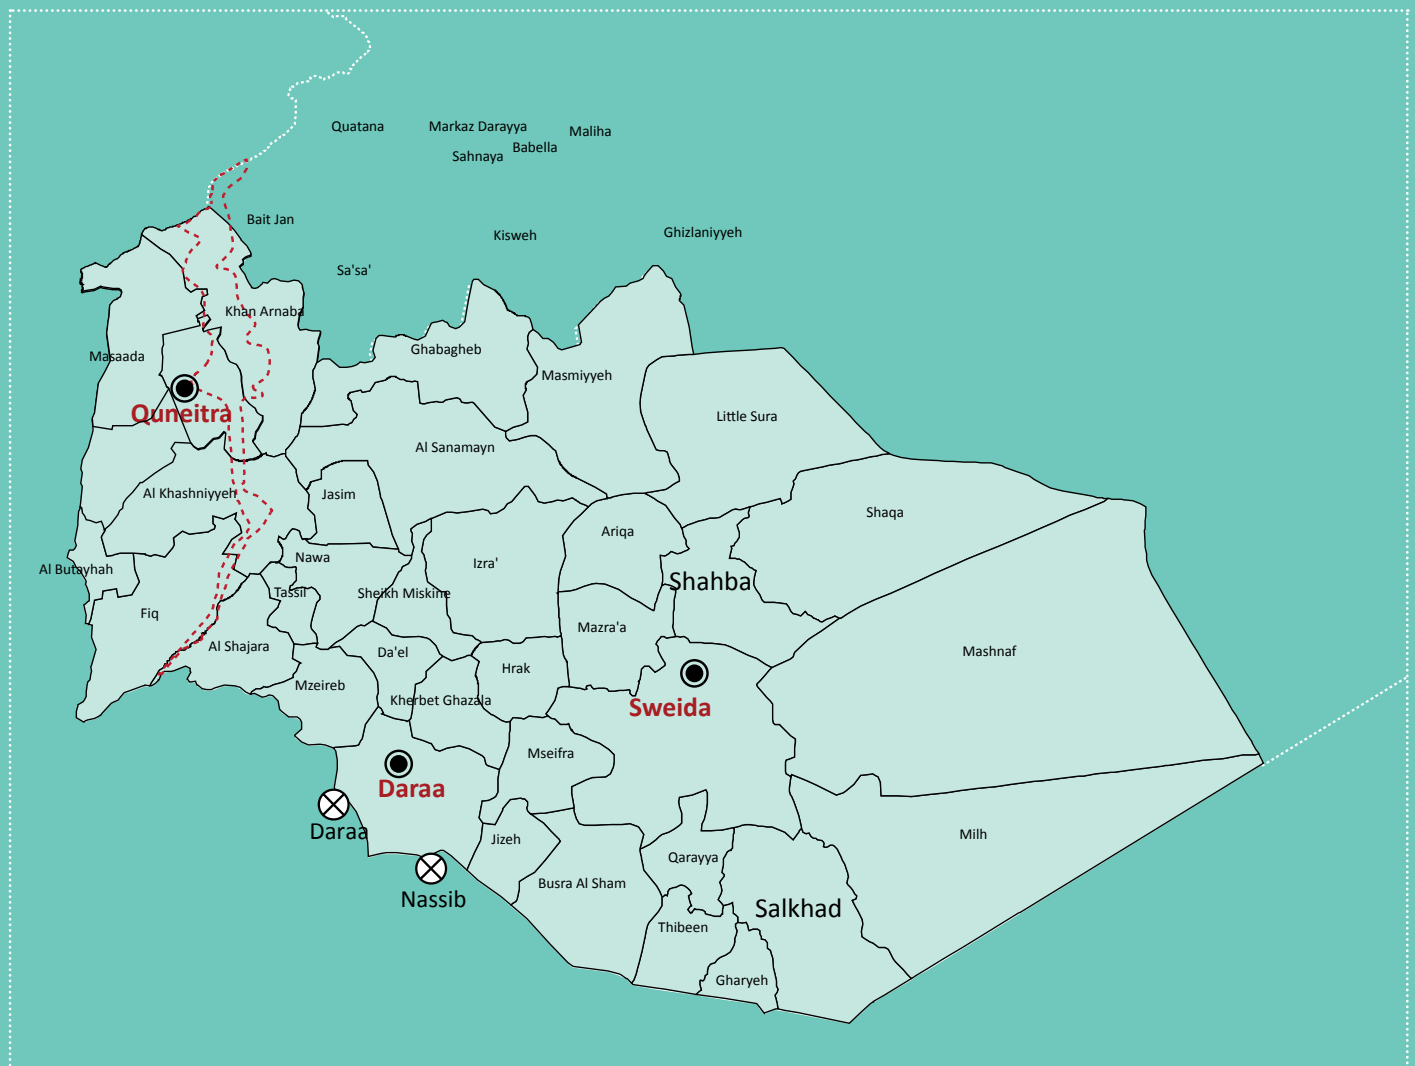 Quatana
Markaz Darayya
Maliha
Babella
Sahnaya
Bait Jan
Kisweh
Ghizlaniyyeh
Sa'sa'
Khan Arnaba
Ghabagheb
Masaada
Masmiyyeh
Quneitra
Little Sura
Al Sanamayn
Al Khashniyyeh
Jasim
Shaqa
Ariqa
Nawa
Izra'
Al Butayhah
Shahba
Tassil
Sheikh Miskine
Fiq
Mazra'a
Al Shajara
Da'el
Mashnaf
Hrak
Mzeireb
Kherbet Ghazala
Sweida
Mseifra
Daraa
Daraa
Jizeh
Milh
Qarayya
Busra Al Sham
Nassib
Salkhad
Thibeen
Gharyeh